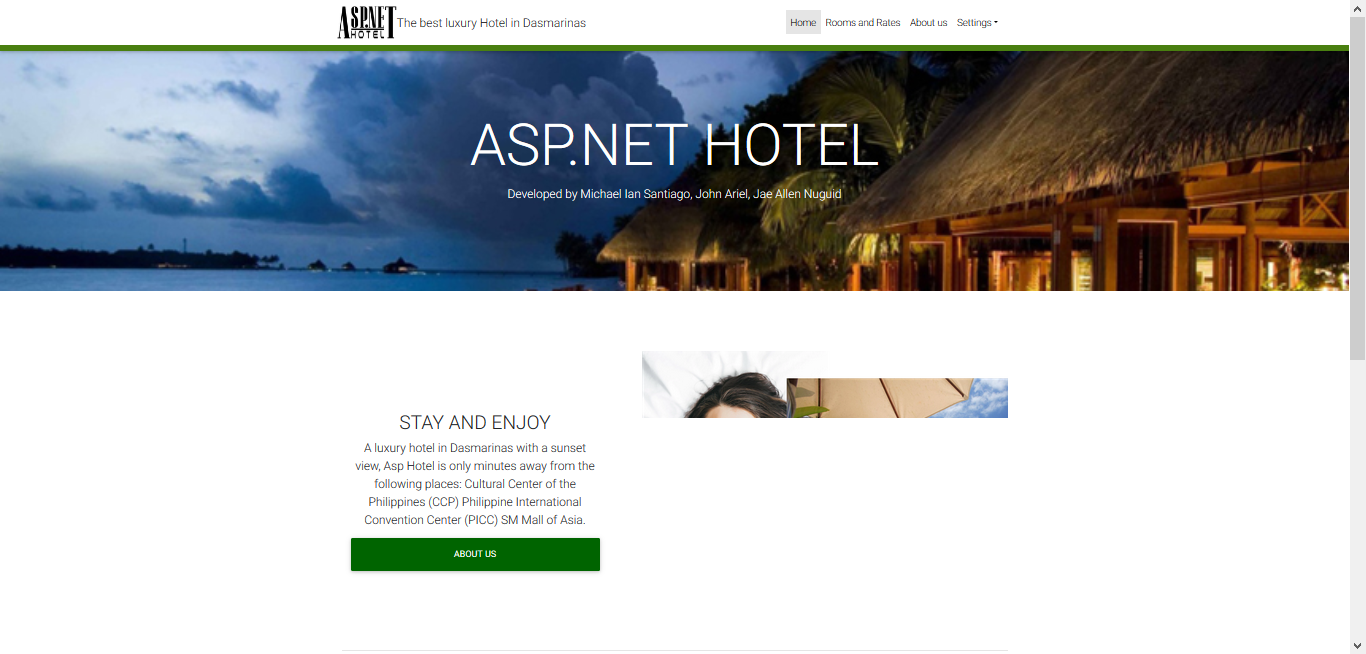 ASP.NET
HOTEL
The best luxury Hotel in Dasmarinas
Home Rooms and Rates About us Settings
ASP.NET HOTEL
Developed by Michael Ian Santiago, John Ariel, Jae Allen Nuguid
STAY AND ENJOY
A luxury hotel in Dasmarinas with a sunset
view, Asp Hotel is only minutes away from the
following places: Cultural Center of the
Philippines (CCP) Philippine International
Convention Center (PICC) SM Mall of Asia.
ABOUT US